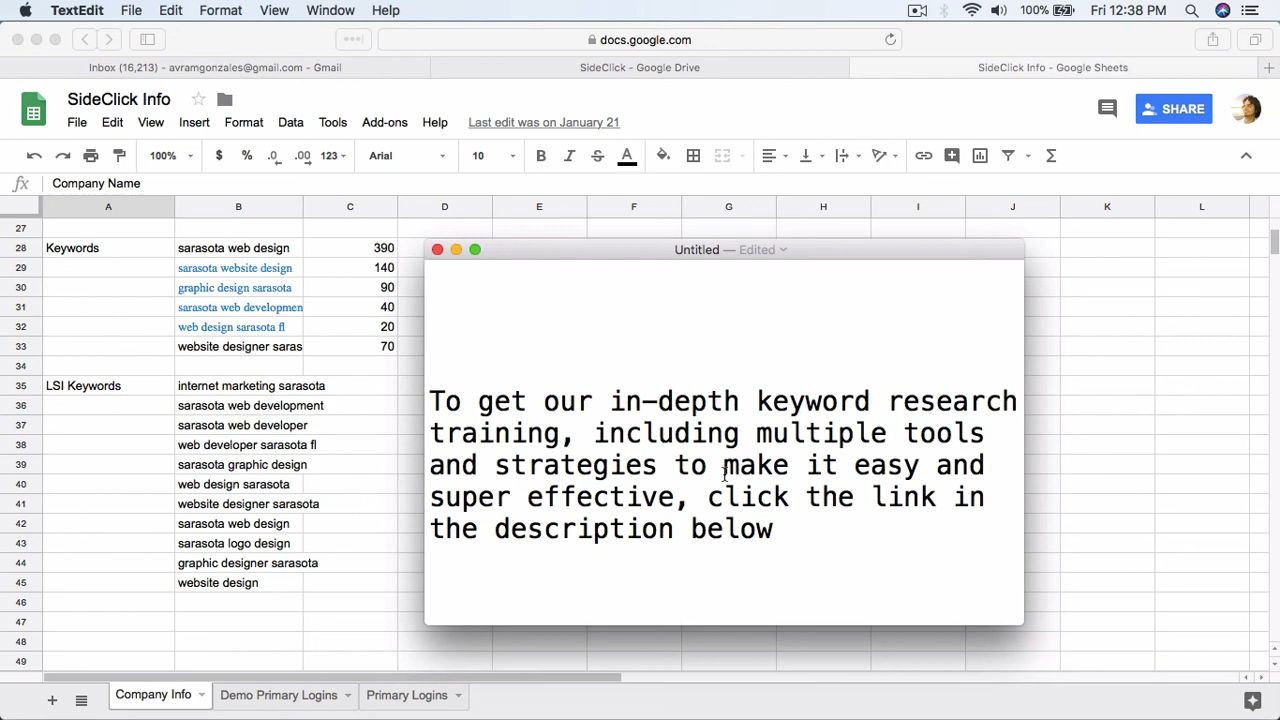 TextEdit File Edit Format View Window Help 100% Fri 12:38 PM
docs.google.com
Inbox (16,213) - avramgonzales@gmail.com - Gmail SideClick - Google Drive SideClick Info - Google Sheets
SideClick Info
SHARE
File Edit View Insert Format Data Tools Add-ons Help Last edit was on January 21
100% $ % .0 .00 123 Arial 10 B I S A
fx Company Name
A B C D E F G H I J K L
27
28 Keywords sarasota web design 390
29 sarasota website design 140
30 graphic design sarasota 90
31 sarasota web developmen 40
32 web design sarasota fl 20
33 website designer saras 70
34
35 LSI Keywords internet marketing sarasota
36 sarasota web development
37 sarasota web developer
38 web developer sarasota fl
39 sarasota graphic design
40 web design sarasota
41 website designer sarasota
42 sarasota web design
43 sarasota logo design
44 graphic designer sarasota
45 website design
46
47
48
49
Untitled — Edited
To get our in-depth keyword research
training, including multiple tools
and strategies to make it easy and
super effective, click the link in
the description below
Company Info Demo Primary Logins Primary Logins